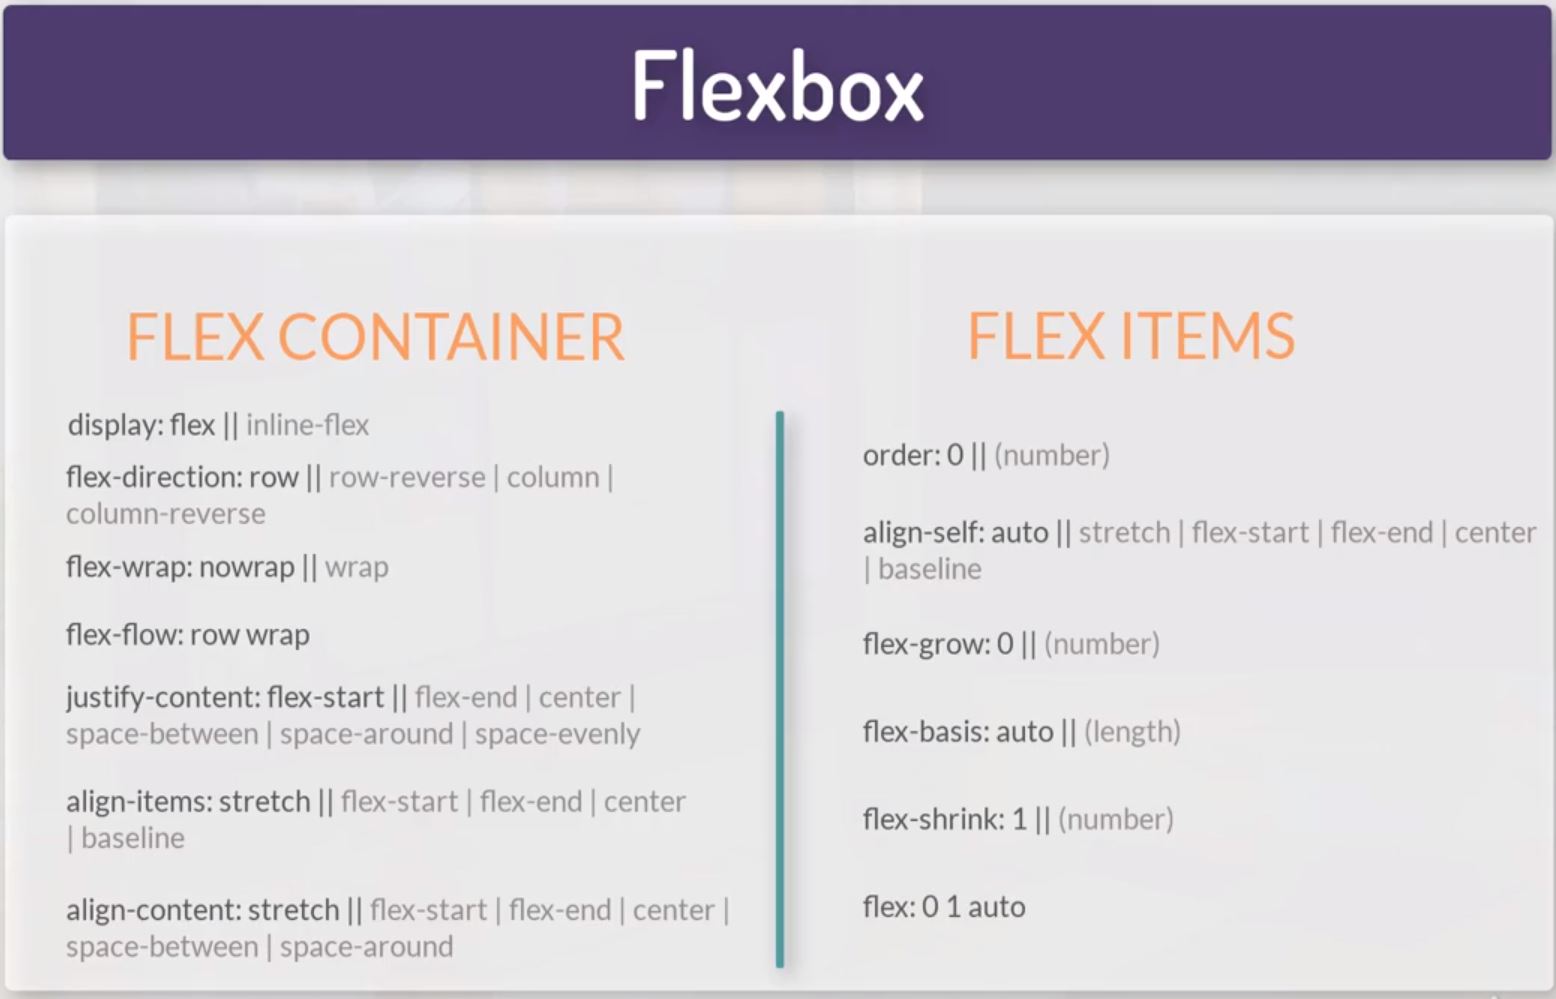 Flexbox
FLEX CONTAINER
display: flex || inline-flex
flex-direction: row || row-reverse | column |
column-reverse
flex-wrap: nowrap || wrap
flex-flow: row wrap
justify-content: flex-start || flex-end | center |
space-between | space-around | space-evenly
align-items: stretch || flex-start | flex-end | center
| baseline
align-content: stretch || flex-start | flex-end | center |
space-between | space-around
FLEX ITEMS
order: 0 || (number)
align-self: auto || stretch | flex-start | flex-end | center
| baseline
flex-grow: 0 || (number)
flex-basis: auto || (length)
flex-shrink: 1 || (number)
flex: 0 1 auto